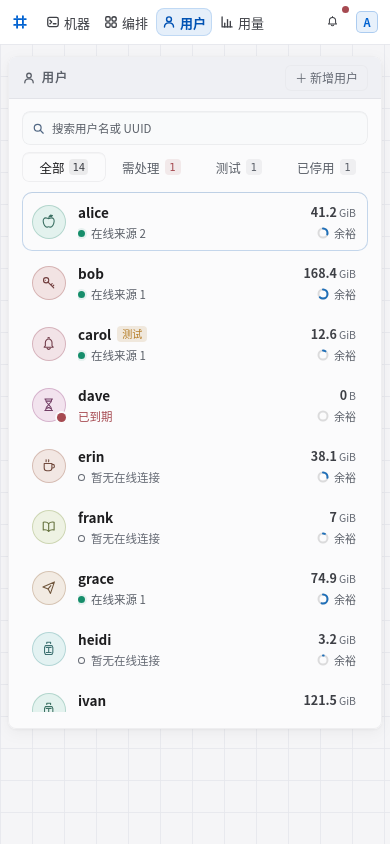 机器 编排 用户 用量 A
用户 新增用户
搜索用户名或 UUID
全部 14 需处理 1 测试 1 已停用 1
alice 41.2 GiB
在线来源 2 余裕
bob 168.4 GiB
在线来源 1 余裕
carol 测试 12.6 GiB
在线来源 1 余裕
dave 0 B
已到期 余裕
erin 38.1 GiB
暂无在线连接 余裕
frank 7 GiB
暂无在线连接 余裕
grace 74.9 GiB
在线来源 1 余裕
heidi 3.2 GiB
暂无在线连接 余裕
ivan 121.5 GiB